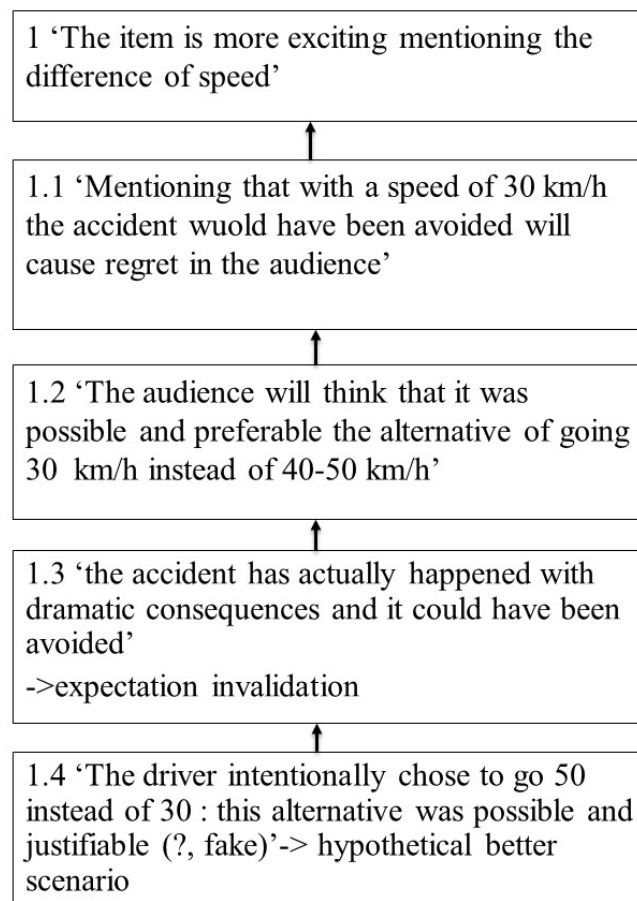 1 ‘The item is more exciting mentioning the
difference of speed’
1.1 ‘Mentioning that with a speed of 30 km/h
the accident wuold have been avoided will
cause regret in the audience’
1.2 ‘The audience will think that it was
possible and preferable the alternative of going
30 km/h instead of 40-50 km/h’
1.3 ‘the accident has actually happened with
dramatic consequences and it could have been
avoided’
->expectation invalidation
1.4 ‘The driver intentionally chose to go 50
instead of 30 : this alternative was possible and
justifiable (?, fake)’-> hypothetical better
scenario